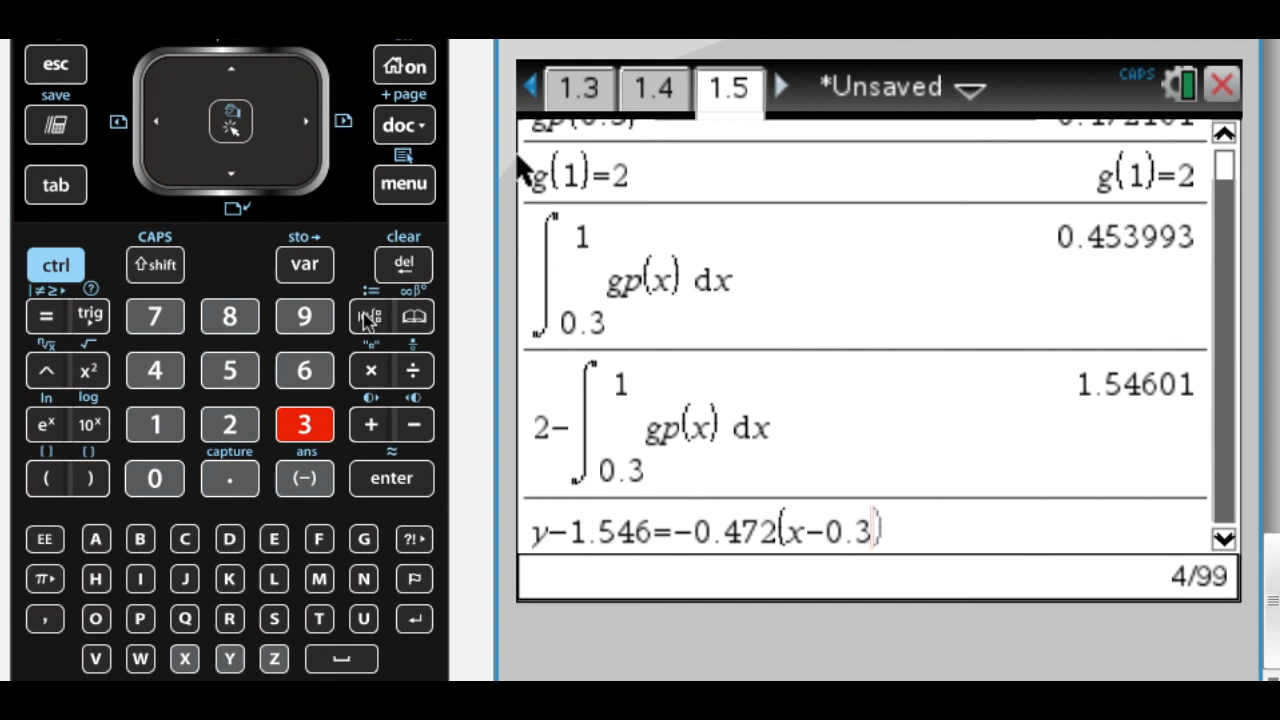 esc
on
save
+ page
doc
tab
menu
CAPS
sto→
clear
ctrl
⇧shift
var
del
|≠≥▸
?
:=
∞β°
=
trig
7
8
9
ⁿ√x
√
"□"
^
x²
4
5
6
×
÷
ln
log
eˣ
10ˣ
1
2
3
+
−
[ ]
{ }
capture
ans
≈
(
)
0
.
(−)
enter
EE
A
B
C
D
E
F
G
?!▸
π▸
H
I
J
K
L
M
N
,
O
P
Q
R
S
T
U
↵
V
W
X
Y
Z
1.3
1.4
1.5
*Unsaved
CAPS
g(1)=2
g(1)=2
∫
1
gp(x) dx
0.3
0.453993
2−∫
1
gp(x) dx
0.3
1.54601
y−1.546=−0.472(x−0.3)
4/99